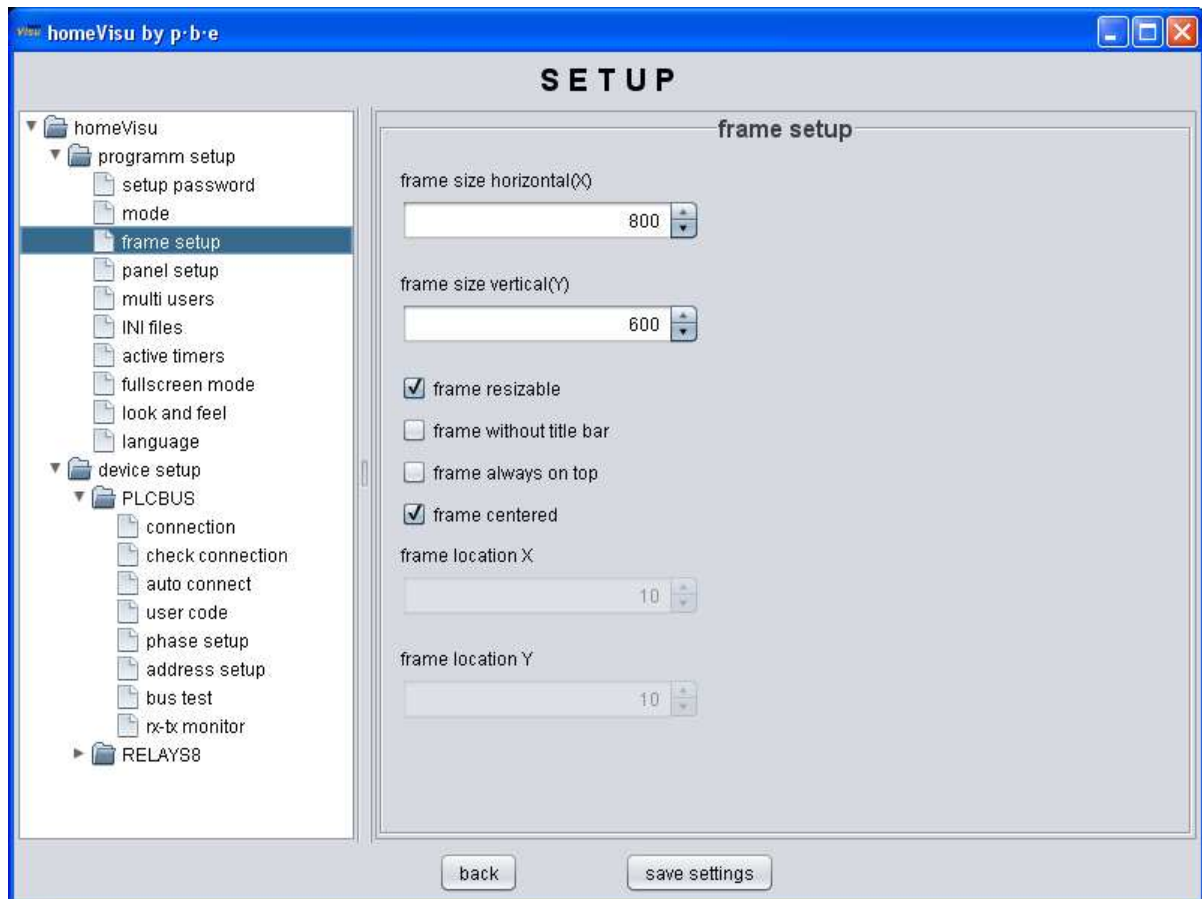 Visu homeVisu by p·b·e
SETUP
homeVisu
programm setup
setup password
mode
frame setup
panel setup
multi users
INI files
active timers
fullscreen mode
look and feel
language
device setup
PLCBUS
connection
check connection
auto connect
user code
phase setup
address setup
bus test
rx-tx monitor
RELAYS8
frame setup
frame size horizontal(X)
800
frame size vertical(Y)
600
frame resizable
frame without title bar
frame always on top
frame centered
frame location X
10
frame location Y
10
back
save settings